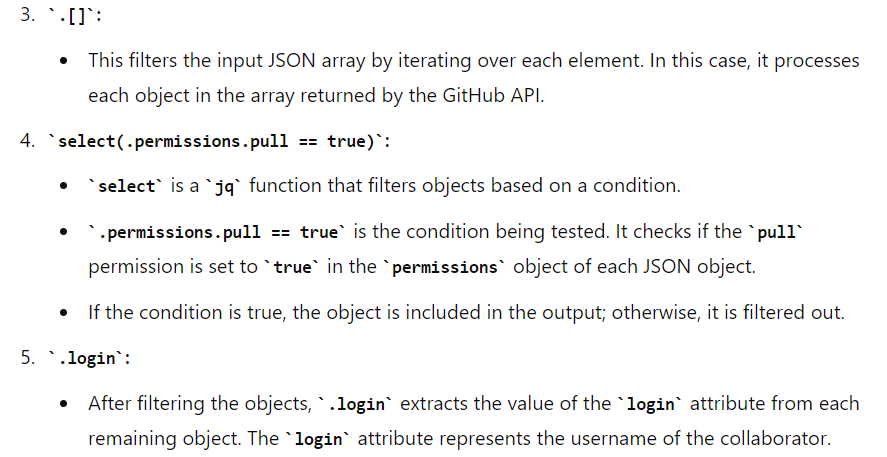 3. `.[]`:
• This filters the input JSON array by iterating over each element. In this case, it processes
each object in the array returned by the GitHub API.
4. `select(.permissions.pull == true)`:
• `select` is a `jq` function that filters objects based on a condition.
• `.permissions.pull == true` is the condition being tested. It checks if the `pull`
permission is set to `true` in the `permissions` object of each JSON object.
• If the condition is true, the object is included in the output; otherwise, it is filtered out.
5. `.login`:
• After filtering the objects, `.login` extracts the value of the `login` attribute from each
remaining object. The `login` attribute represents the username of the collaborator.